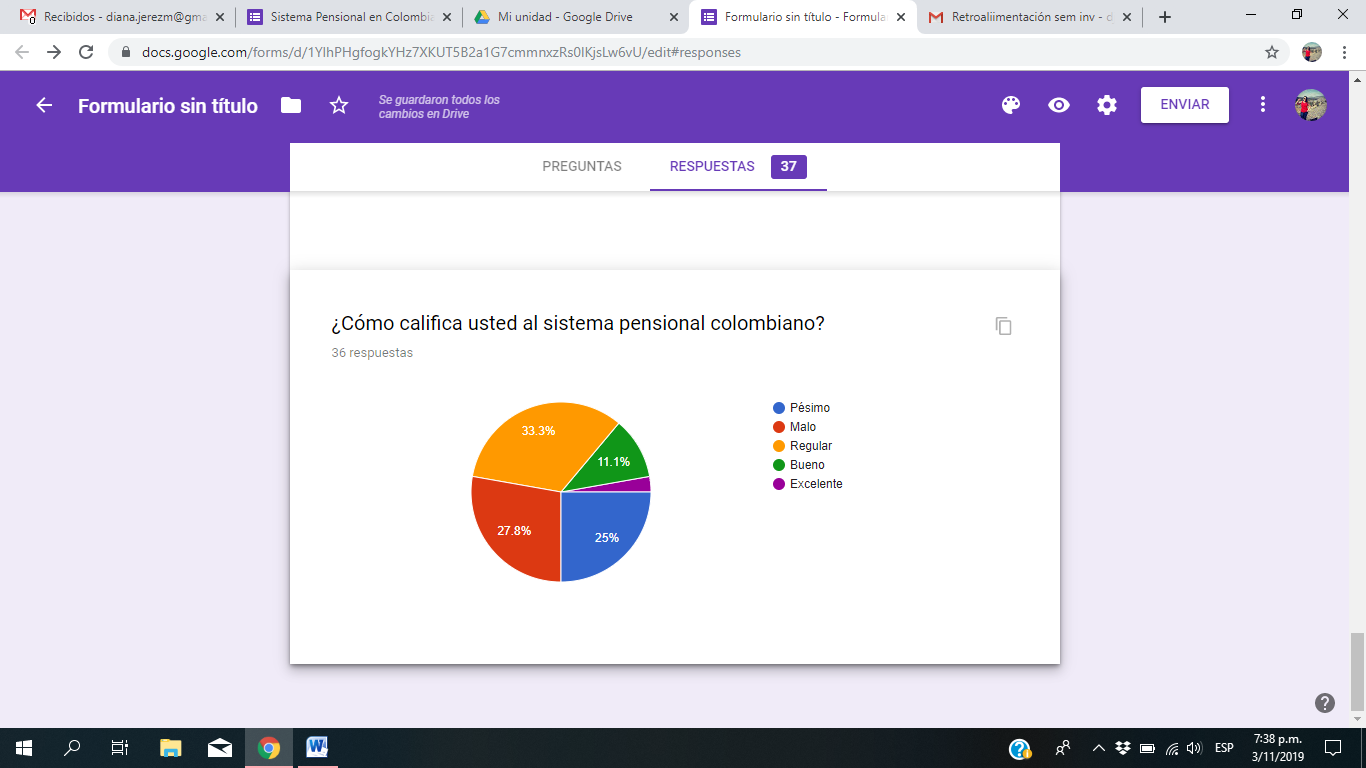 Recibidos - diana.jerezm@gma
Sistema Pensional en Colombia
Mi unidad - Google Drive
Formulario sin título - Formula
Retroaliimentación sem inv - d
docs.google.com/forms/d/1YlhPHgfogkYHz7XKUT5B2a1G7cmmnxzRs0lKjsLw6vU/edit#responses
Formulario sin título
Se guardaron todos los
cambios en Drive
ENVIAR
PREGUNTAS
RESPUESTAS 37
¿Cómo califica usted al sistema pensional colombiano?
36 respuestas
33.3%
11.1%
27.8%
25%
Pésimo
Malo
Regular
Bueno
Excelente
ESP
7:38 p.m.
3/11/2019